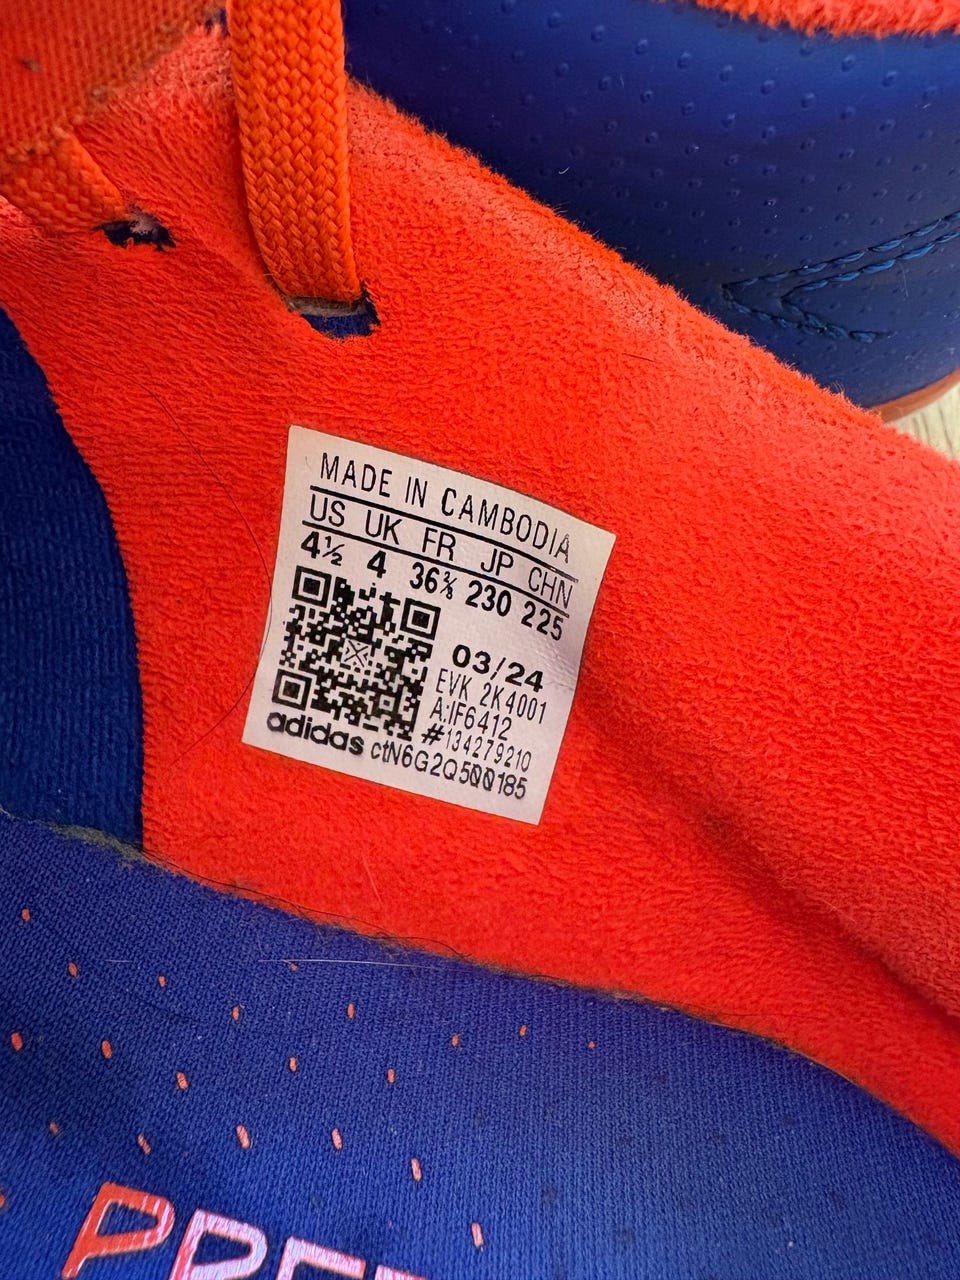 MADE IN CAMBODIA
US UK FR JP CHN
4½ 4 36⅔ 230 225
03/24
EVK 2K4001
A:IF6412
#134279210
adidas ctN6G2Q500185
PRE